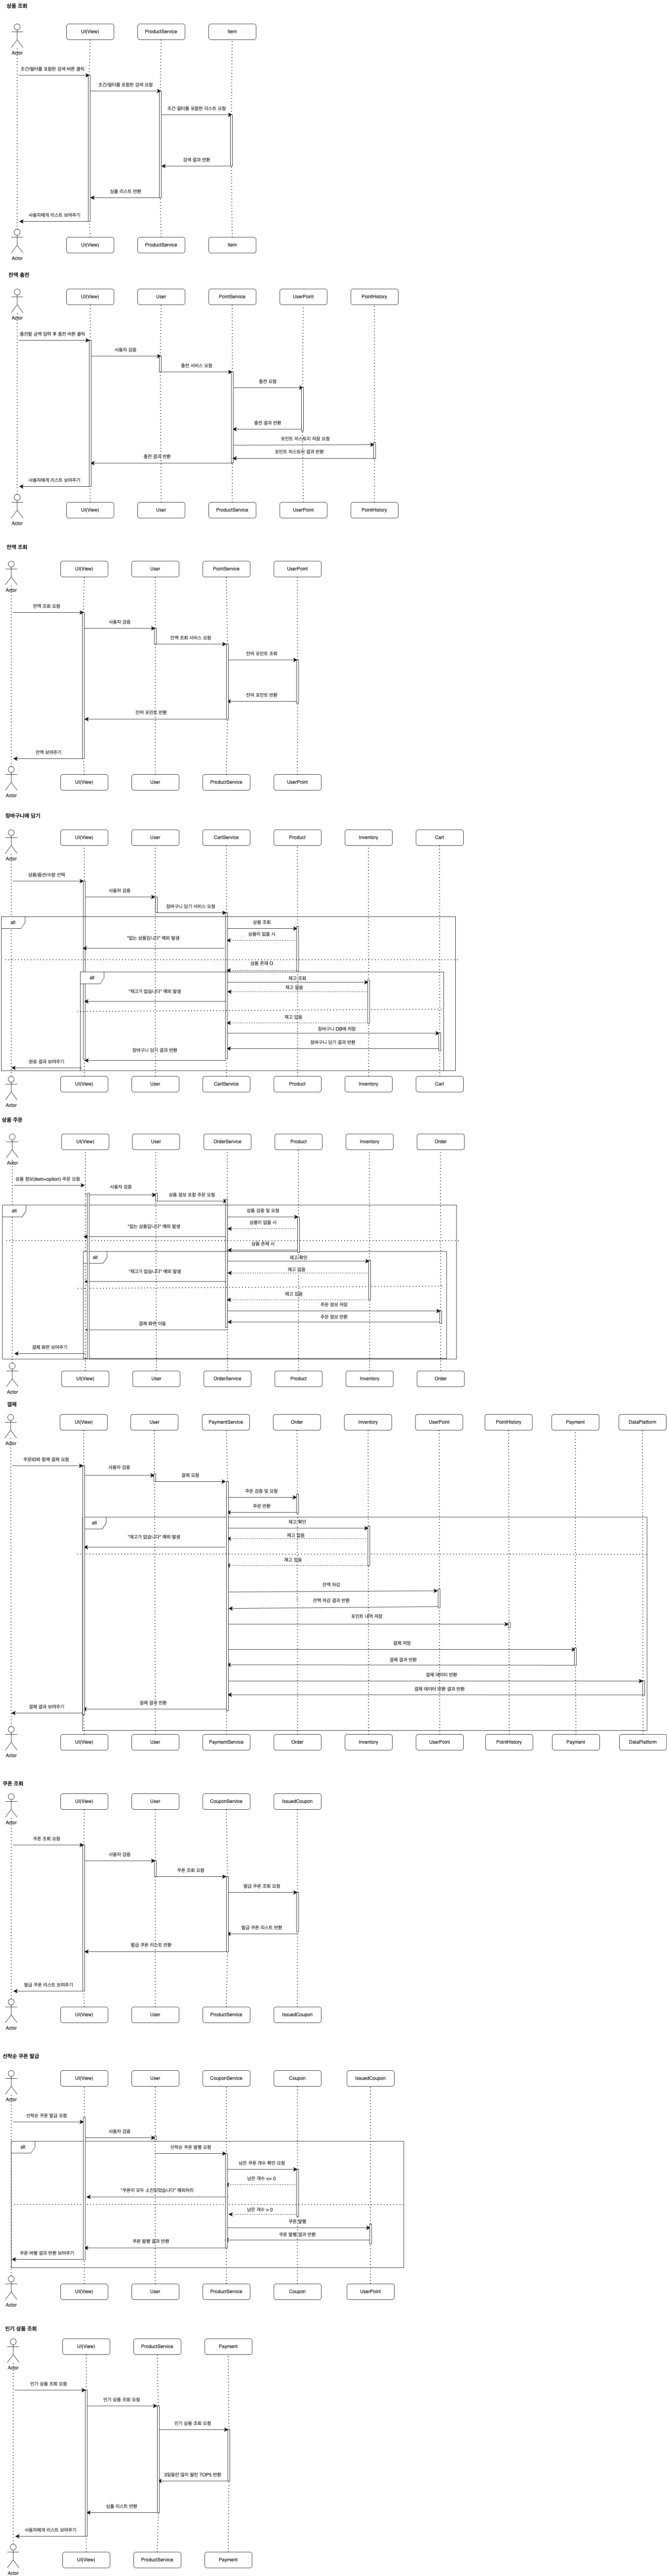 상품 조회
UI(View) ProductService Item
Actor
조건/필터를 포함한 검색 버튼 클릭
조건/필터를 포함한 검색 요청
조건 필터를 포함한 리스트 요청
검색 결과 반환
심플 리스트 반환
사용자에게 리스트 보여주기
UI(View) ProductService Item
Actor
잔액 충전
UI(View) User PointService UserPoint PointHistory
Actor
충전할 금액 입력 후 충전 버튼 클릭
사용자 검증
충전 서비스 요청
충전 요청
충전 결과 반환
포인트 히스토리 저장 요청
포인트 히스토리 결과 반환
충전 결과 반환
사용자에게 리스트 보여주기
UI(View) User ProductService UserPoint PointHistory
Actor
잔액 조회
UI(View) User PointService UserPoint
Actor
잔액 조회 요청
사용자 검증
잔액 조회 서비스 요청
잔여 포인트 조회
잔여 포인트 반환
잔여 포인트 반환
잔액 보여주기
UI(View) User ProductService UserPoint
Actor
장바구니에 담기
UI(View) User CartService Product Inventory Cart
Actor
상품/옵션/수량 선택
사용자 검증
장바구니 담기 서비스 요청
alt
상품 조회
상품이 없을 시
"없는 상품입니다" 예외 발생
상품 존재 O
alt
재고 조회
재고 없음
"재고가 없습니다" 예외 발생
재고 있음
장바구니 DB에 저장
장바구니 담기 결과 반환
장바구니 담기 결과 반환
완료 결과 보여주기
UI(View) User CartService Product Inventory Cart
Actor
상품 주문
UI(View) User OrderService Product Inventory Order
Actor
상품 정보(item+option) 주문 요청
사용자 검증
상품 정보 포함 주문 요청
alt
상품 검증 및 요청
상품이 없을 시
"없는 상품입니다" 예외 발생
상품 존재 시
alt
재고 확인
재고 없음
"재고가 없습니다" 예외 발생
재고 있음
주문 정보 저장
주문 정보 반환
결제 화면 이동
결제 화면 보여주기
UI(View) User OrderService Product Inventory Order
Actor
결제
UI(View) User PaymentService Order Inventory UserPoint PointHistory Payment DataPlatform
Actor
주문ID와 함께 결제 요청
사용자 검증
결제 요청
주문 검증 및 요청
주문 반환
alt
재고 확인
재고 없음
"재고가 없습니다" 예외 발생
재고 있음
잔액 차감
잔액 차감 결과 반환
포인트 내역 저장
결제 저장
결제 결과 반환
결제 데이터 반환
결제 데이터 반환 결과 반환
결제 결과 반환
결제 결과 보여주기
UI(View) User PaymentService Order Inventory UserPoint PointHistory Payment DataPlatform
Actor
쿠폰 조회
UI(View) User CouponService IssuedCoupon
Actor
쿠폰 조회 요청
사용자 검증
쿠폰 조회 요청
발급 쿠폰 조회 요청
발급 쿠폰 리스트 반환
발급 쿠폰 리스트 반환
발급 쿠폰 리스트 보여주기
UI(View) User ProductService IssuedCoupon
Actor
선착순 쿠폰 발급
UI(View) User CouponService Coupon IssuedCoupon
Actor
선착순 쿠폰 발급 요청
사용자 검증
alt
선착순 쿠폰 발행 요청
남은 쿠폰 개수 확인 요청
남은 개수 <= 0
"쿠폰이 모두 소진되었습니다" 예외처리
남은 개수 > 0
쿠폰 발행
쿠폰 발행 결과 반환
쿠폰 발행 결과 반환
쿠폰 바행 결과 반환 보여주기
UI(View) User ProductService Coupon UserPoint
Actor
인기 상품 조회
UI(View) ProductService Payment
Actor
인기 상품 조회 요청
인기 상품 조회 요청
인기 상품 조회 요청
3일동안 많이 팔린 TOP5 반환
심플 리스트 반환
사용자에게 리스트 보여주기
UI(View) ProductService Payment
Actor